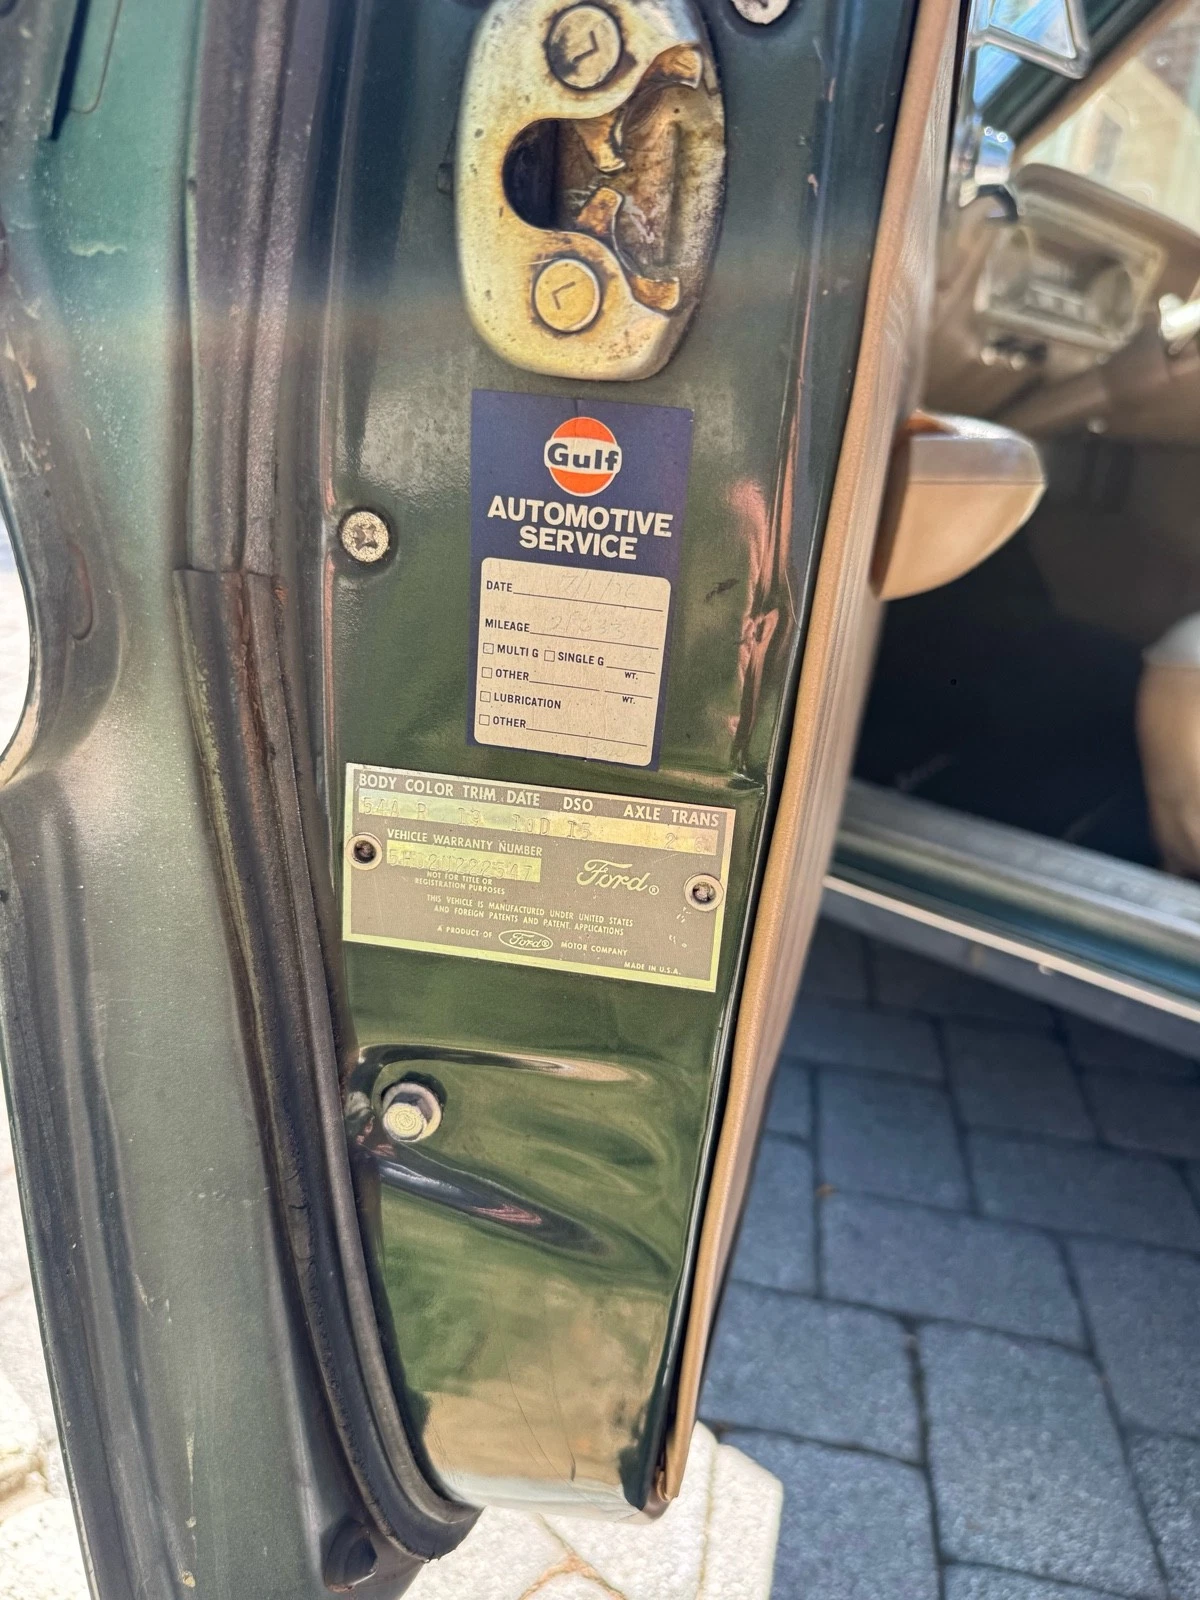 Gulf
AUTOMOTIVE
SERVICE
DATE
MILEAGE
MULTI G SINGLE G
WT.
OTHER
WT.
LUBRICATION
OTHER
BODY COLOR TRIM DATE DSO AXLE TRANS
54A R 15
VEHICLE WARRANTY NUMBER
NOT FOR TITLE OR
REGISTRATION PURPOSES
Ford®
THIS VEHICLE IS MANUFACTURED UNDER UNITED STATES
AND FOREIGN PATENTS AND PATENT APPLICATIONS
A PRODUCT OF Ford® MOTOR COMPANY
MADE IN U.S.A.